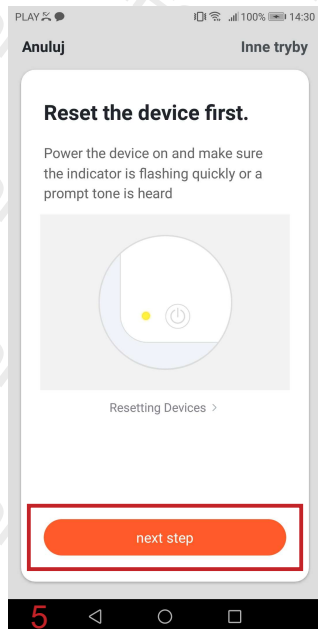 PLAY 100% 14:30
Anuluj Inne tryby
Reset the device first.
Power the device on and make sure
the indicator is flashing quickly or a
prompt tone is heard
Resetting Devices >
next step
5